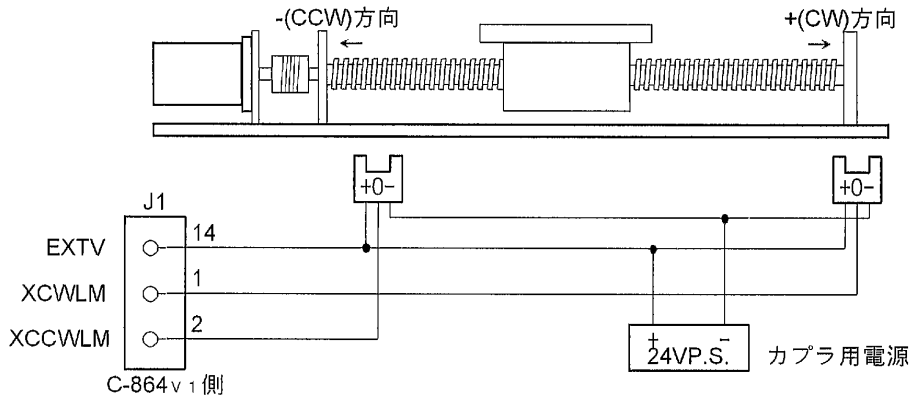 -(CCW)方向
+(CW)方向
← →
+0-
+0-
J1
EXTV
14
XCWLM
1
XCCWLM
2
+ -
24VP.S.
カプラ用電源
C-864v1側